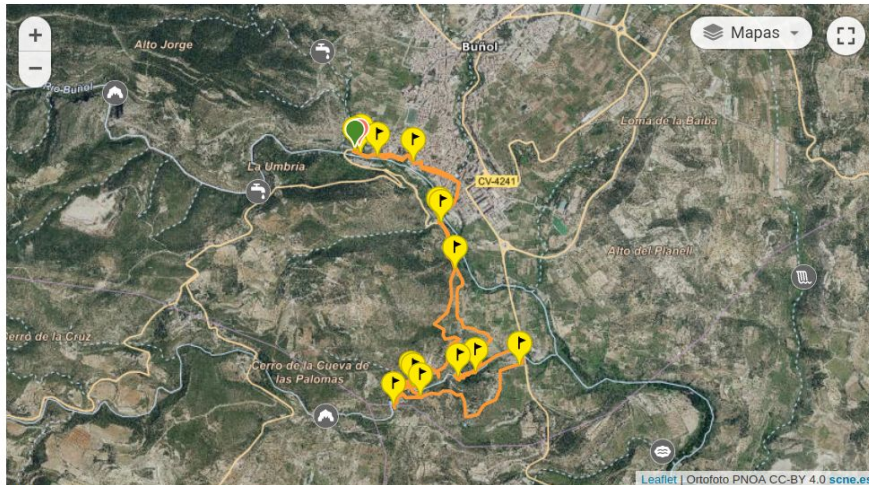 +
−
Alto Jorge
Buñol
Mapas
Río Buñol
Loma de la Baiba
La Umbría
CV-4241
Alto del Planell
Cerro de la Cruz
Cerro de la Cueva de
las Palomas
Leaflet | Ortofoto PNOA CC-BY 4.0 scne.es